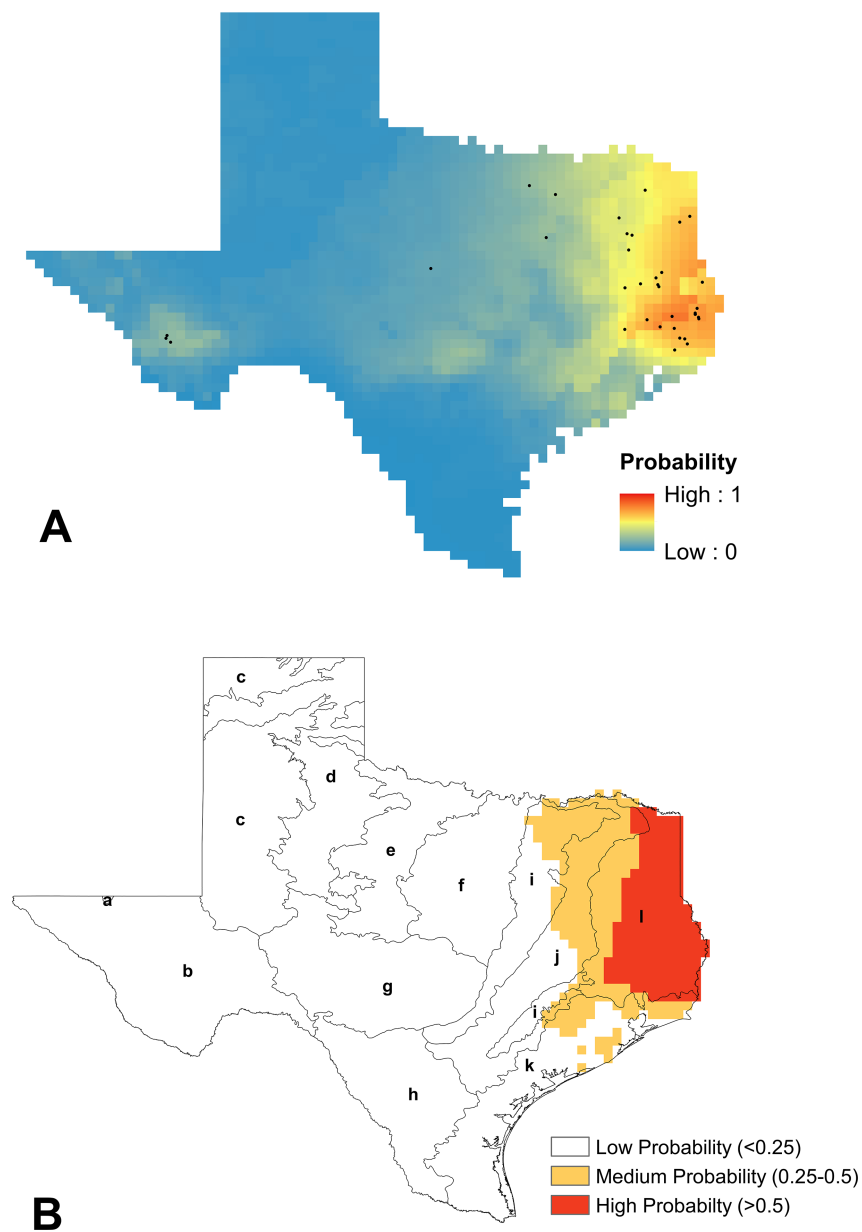 Probability
High : 1
Low : 0
A
c
d
c
e
f
i
a
l
j
b
g
i
k
h
Low Probability (<0.25)
Medium Probability (0.25-0.5)
High Probabilty (>0.5)
B